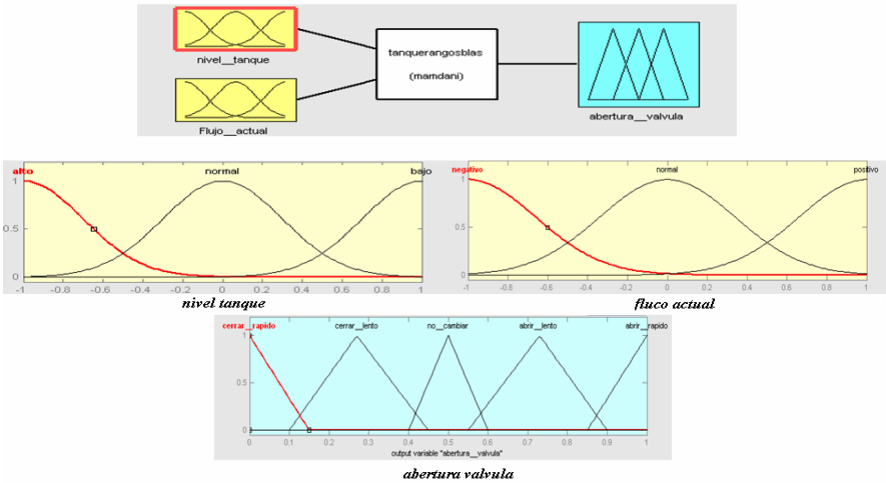 nivel__tanque
Flujo__actual
tanquerangosblas
(mamdani)
abertura__valvula
alto normal bajo
1
0.5
0
-1 -0.8 -0.6 -0.4 -0.2 0 0.2 0.4 0.6 0.8 1
nivel tanque
negativo normal positivo
1
0.5
0
-1 -0.8 -0.6 -0.4 -0.2 0 0.2 0.4 0.6 0.8 1
fluco actual
cerrar__rapido cerrar__lento no__cambiar abrir__lento abrir__rapido
1
0.5
0
0 0.1 0.2 0.3 0.4 0.5 0.6 0.7 0.8 0.9 1
output variable "abertura__valvula"
abertura valvula